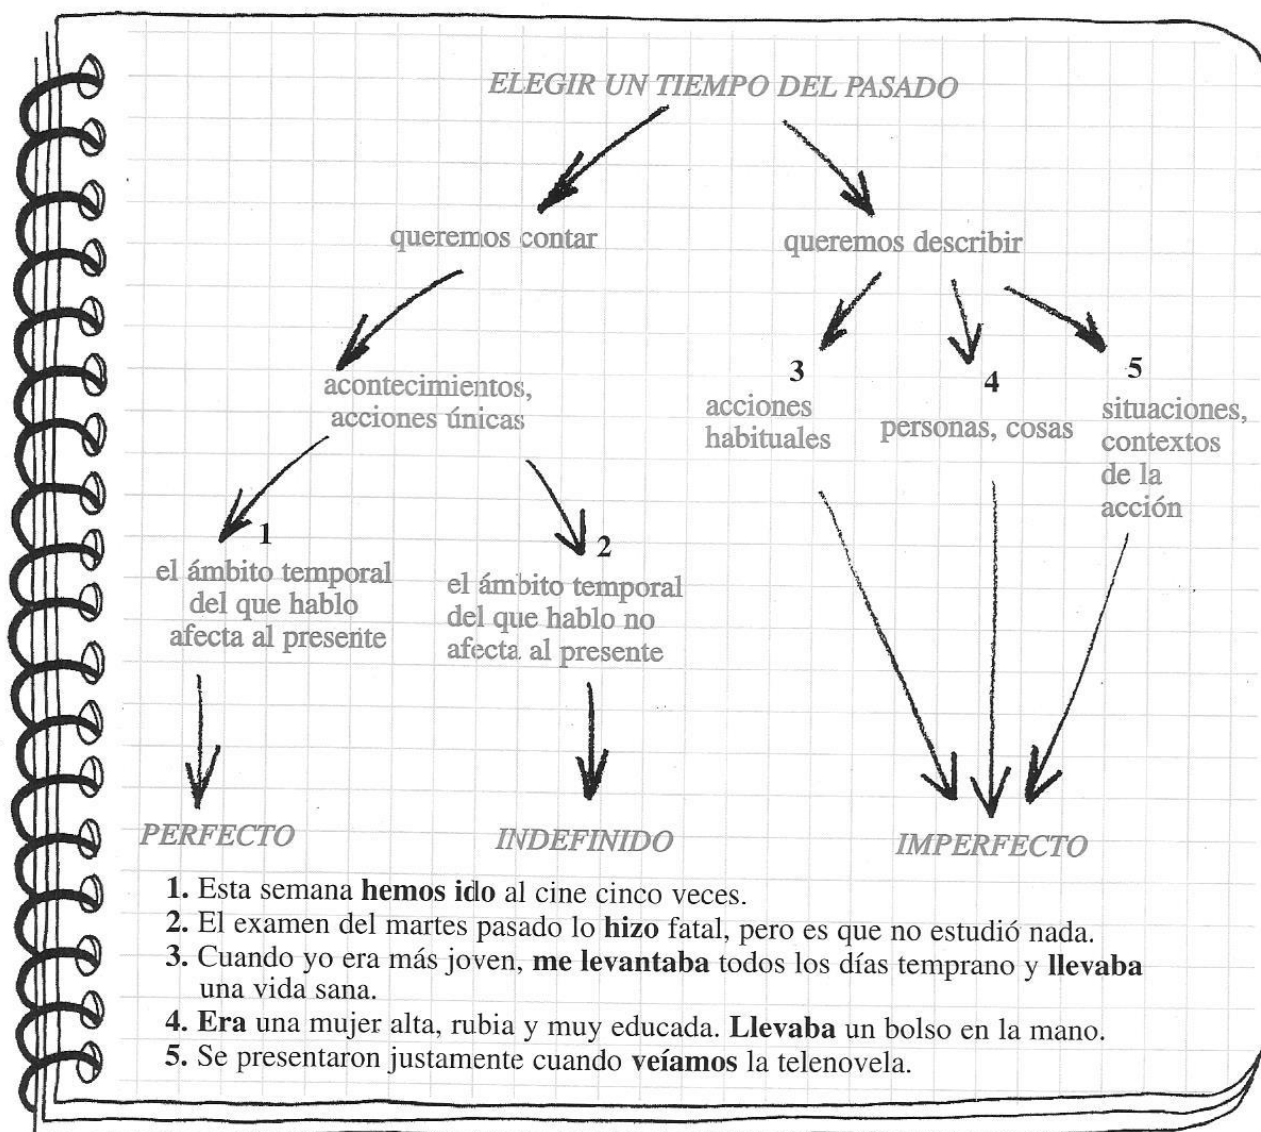 ELEGIR UN TIEMPO DEL PASADO
queremos contar
queremos describir
acontecimientos,
acciones únicas
3
acciones
habituales
4
personas, cosas
5
situaciones,
contextos
de la
acción
1
el ámbito temporal
del que hablo
afecta al presente
2
el ámbito temporal
del que hablo no
afecta al presente
PERFECTO
INDEFINIDO
IMPERFECTO
1. Esta semana hemos ido al cine cinco veces.
2. El examen del martes pasado lo hizo fatal, pero es que no estudió nada.
3. Cuando yo era más joven, me levantaba todos los días temprano y llevaba
una vida sana.
4. Era una mujer alta, rubia y muy educada. Llevaba un bolso en la mano.
5. Se presentaron justamente cuando veíamos la telenovela.